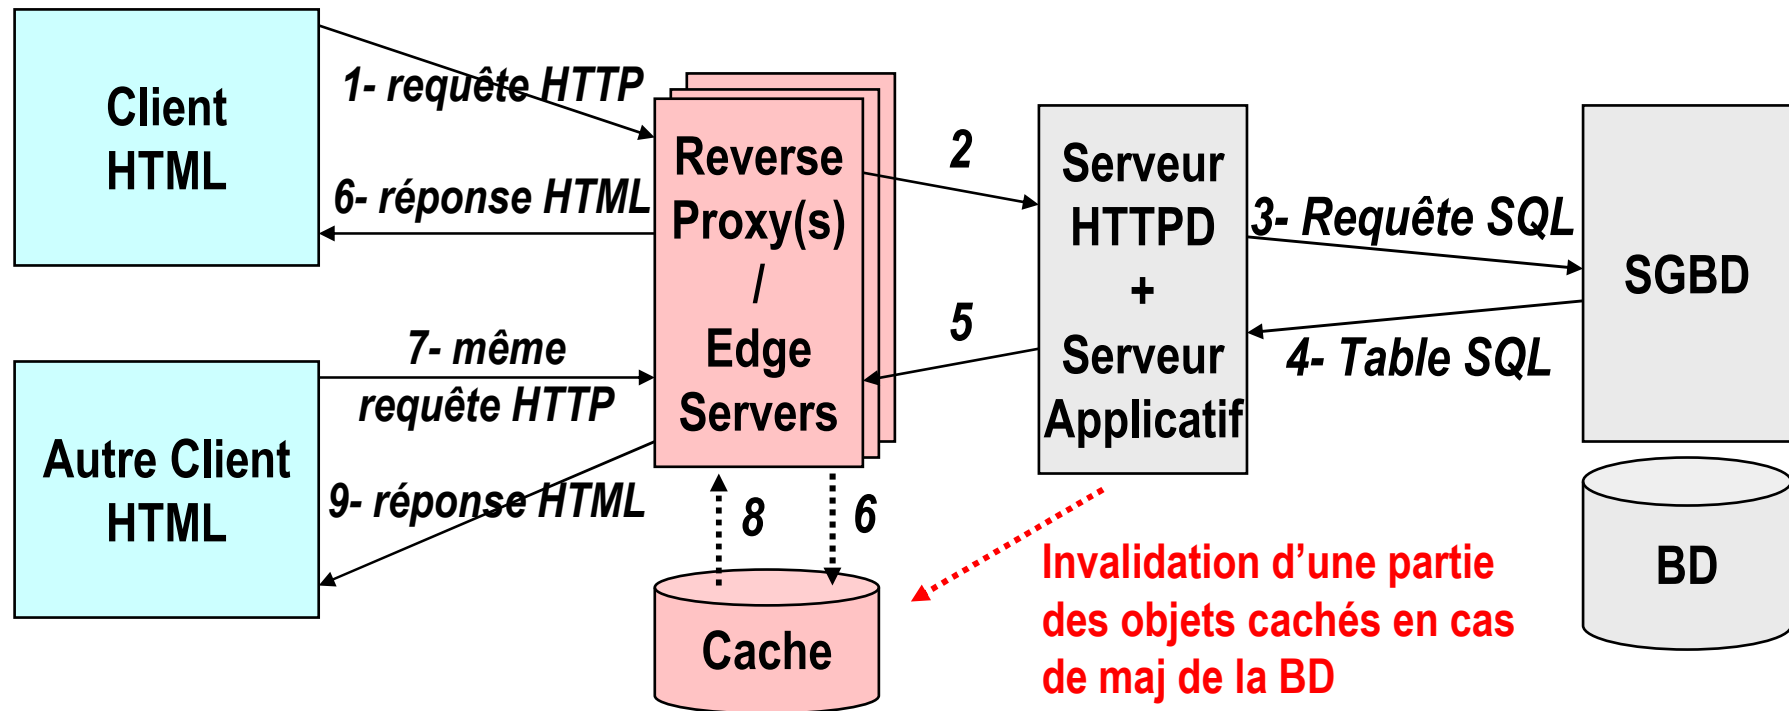 Client
HTML
1- requête HTTP
6- réponse HTML
Autre Client
HTML
7- même
requête HTTP
9- réponse HTML
Reverse
Proxy(s)
/
Edge
Servers
8
6
Cache
2
5
Serveur
HTTPD
+
Serveur
Applicatif
3- Requête SQL
4- Table SQL
SGBD
BD
Invalidation d’une partie
des objets cachés en cas
de maj de la BD